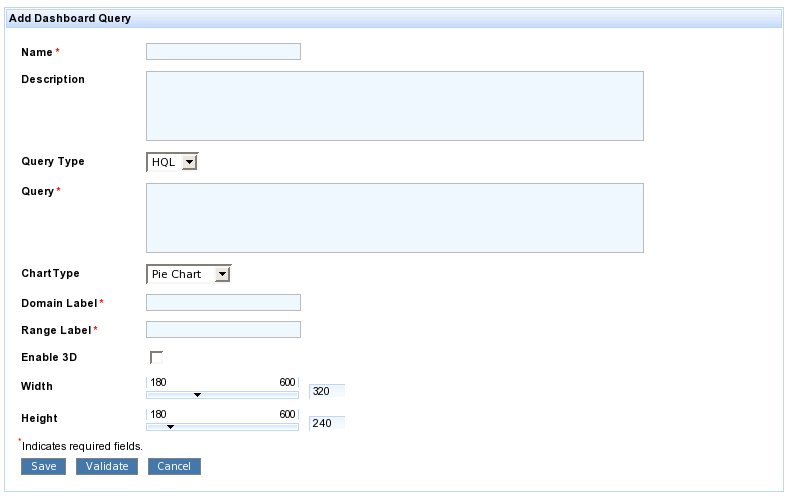 Add Dashboard Query
Name *
Description
Query Type HQL
Query *
ChartType Pie Chart
Domain Label *
Range Label *
Enable 3D
Width 180 600 320
Height 180 600 240
*Indicates required fields.
Save Validate Cancel